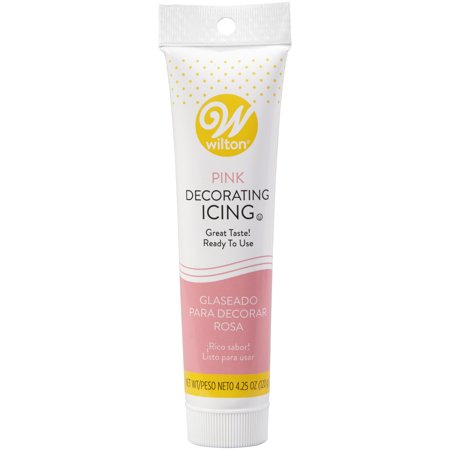 W
wilton®
PINK
DECORATING
ICING
Great Taste!
Ready To Use
GLASEADO
PARA DECORAR
ROSA
¡Rico sabor!
Listo para usar
NET WT/PESO NETO 4.25 OZ (120 g)